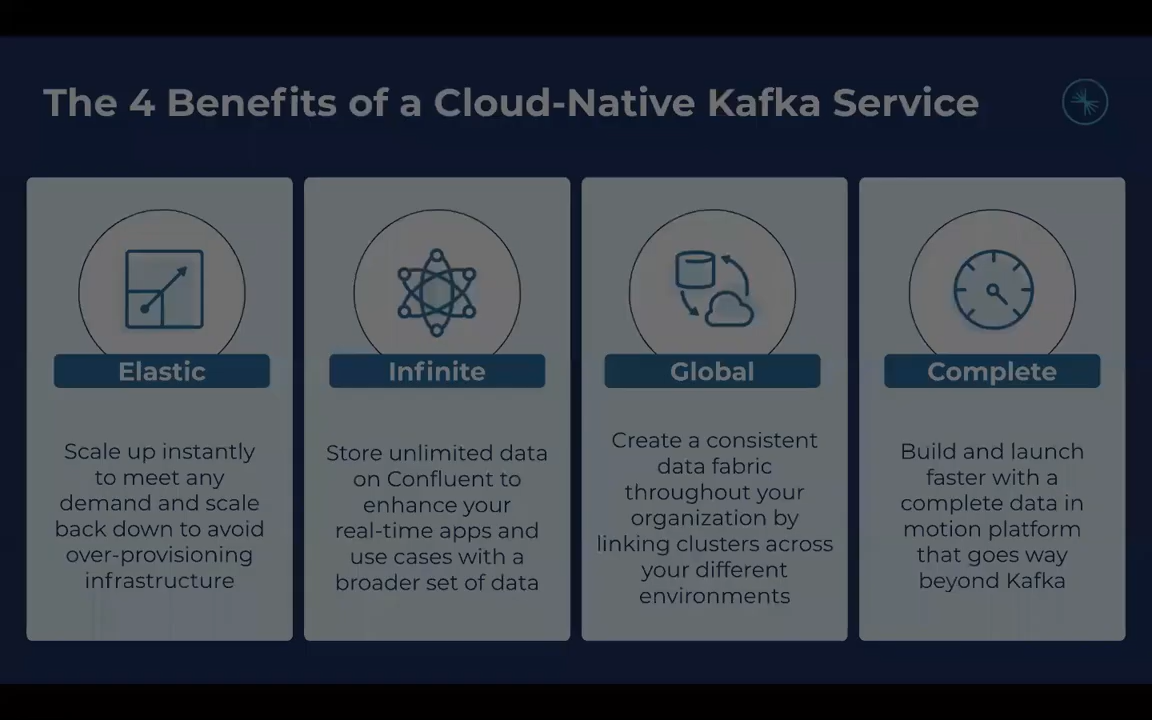 The 4 Benefits of a Cloud-Native Kafka Service
Elastic
Scale up instantly
to meet any
demand and scale
back down to avoid
over-provisioning
infrastructure
Infinite
Store unlimited data
on Confluent to
enhance your
real-time apps and
use cases with a
broader set of data
Global
Create a consistent
data fabric
throughout your
organization by
linking clusters across
your different
environments
Complete
Build and launch
faster with a
complete data in
motion platform
that goes way
beyond Kafka